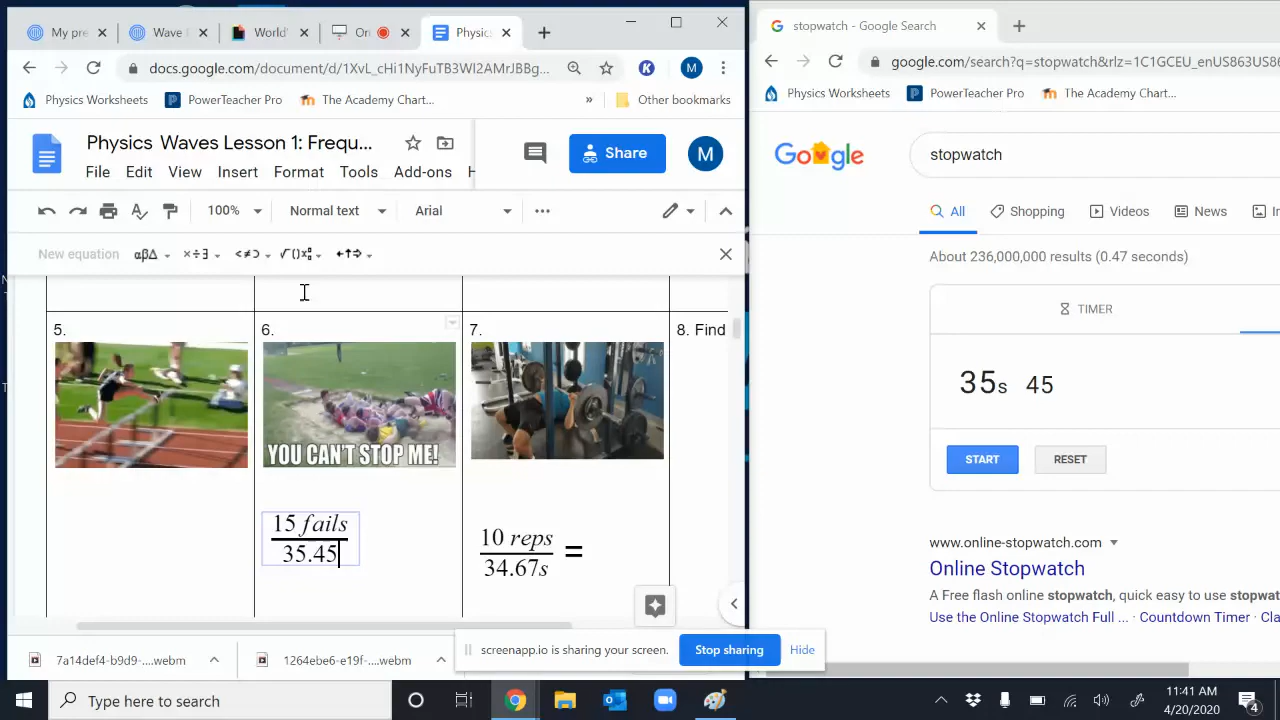 My pre
Wave
World'
On
Physic
docs.google.com/document/d/1XvL_cHi1NyFuTB3Wl2AMrJBBg...
K
M
Physics Worksheets
PowerTeacher Pro
The Academy Chart...
»
Other bookmarks
Physics Waves Lesson 1: Frequ...
Share
M
File Edit View Insert Format Tools Add-ons H
100%
Normal text
Arial
New equation
αβΔ
×÷∃
<≠⊃
5.
6.
7.
8. Find
YOU CAN'T STOP ME!
15 fails
35.45
10 reps
34.67s
=
7a14def4-b9d9-....webm
1264ebe6-e19f-....webm
screenapp.io is sharing your screen.
Stop sharing
Hide
stopwatch - Google Search
google.com/search?q=stopwatch&rlz=1C1GCEU_enUS863US86
Physics Worksheets
PowerTeacher Pro
The Academy Chart...
Google
stopwatch
All
Shopping
Videos
News
About 236,000,000 results (0.47 seconds)
TIMER
35s 45
START
RESET
www.online-stopwatch.com
Online Stopwatch
A Free flash online stopwatch, quick easy to use stopwat
Use the Online Stopwatch Full ... · Countdown Timer · Cla
Type here to search
11:41 AM
4/20/2020
4